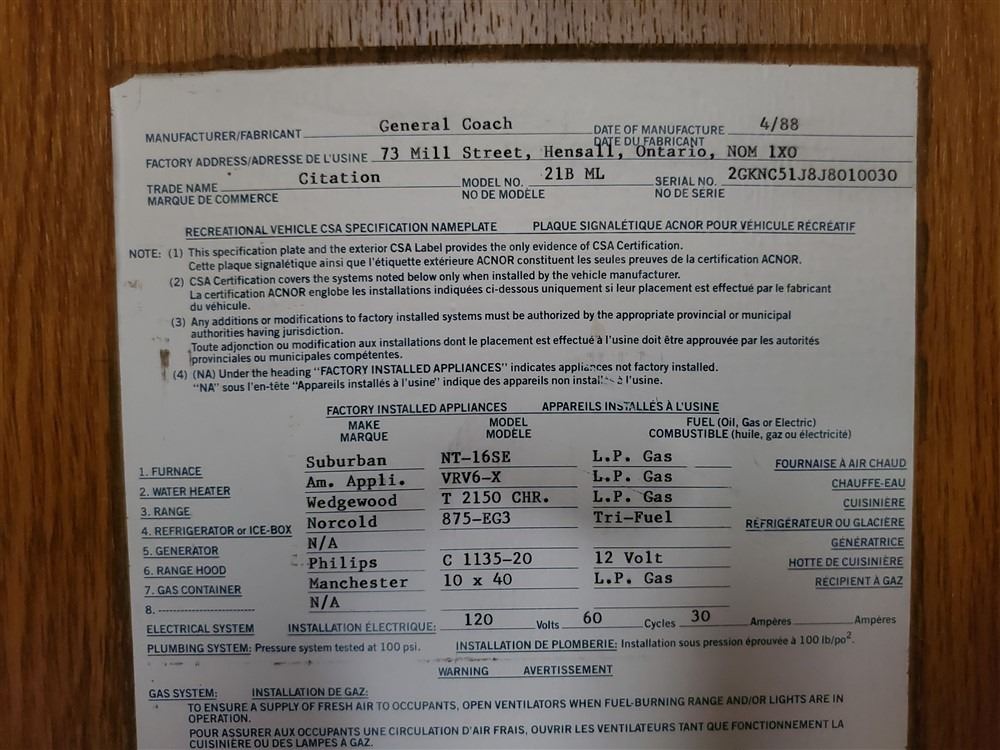 MANUFACTURER/FABRICANT General Coach DATE OF MANUFACTURE 4/88
DATE DU FABRICANT
FACTORY ADDRESS/ADRESSE DE L'USINE 73 Mill Street, Hensall, Ontario, NOM 1XO
TRADE NAME Citation MODEL NO. 21B ML SERIAL NO. 2GKNC51J8J8010030
MARQUE DE COMMERCE NO DE MODÈLE NO DE SÉRIE
RECREATIONAL VEHICLE CSA SPECIFICATION NAMEPLATE PLAQUE SIGNALÉTIQUE ACNOR POUR VÉHICULE RÉCRÉATIF
NOTE: (1) This specification plate and the exterior CSA Label provides the only evidence of CSA Certification.
Cette plaque signalétique ainsi que l'étiquette extérieure ACNOR constituent les seules preuves de la certification ACNOR.
(2) CSA Certification covers the systems noted below only when installed by the vehicle manufacturer.
La certification ACNOR englobe les installations indiquées ci-dessous uniquement si leur placement est effectué par le fabricant
du véhicule.
(3) Any additions or modifications to factory installed systems must be authorized by the appropriate provincial or municipal
authorities having jurisdiction.
Toute adjonction ou modification aux installations dont le placement est effectué à l'usine doit être approuvée par les autorités
provinciales ou municipales compétentes.
(4) (NA) Under the heading "FACTORY INSTALLED APPLIANCES" indicates appliances not factory installed.
"NA" sous l'en-tête "Appareils installés à l'usine" indique des appareils non installés à l'usine.
FACTORY INSTALLED APPLIANCES APPAREILS INSTALLÉS À L'USINE
MAKE MODEL FUEL (Oil, Gas or Electric)
MARQUE MODÈLE COMBUSTIBLE (huile, gaz ou électricité)
1. FURNACE Suburban NT-16SE L.P. Gas FOURNAISE À AIR CHAUD
2. WATER HEATER Am. Appli. VRV6-X L.P. Gas CHAUFFE-EAU
3. RANGE Wedgewood T 2150 CHR. L.P. Gas CUISINIÈRE
4. REFRIGERATOR or ICE-BOX Norcold 875-EG3 Tri-Fuel RÉFRIGÉRATEUR OU GLACIÈRE
5. GENERATOR N/A GÉNÉRATRICE
6. RANGE HOOD Philips C 1135-20 12 Volt HOTTE DE CUISINIÈRE
7. GAS CONTAINER Manchester 10 x 40 L.P. Gas RÉCIPIENT À GAZ
8. N/A
ELECTRICAL SYSTEM INSTALLATION ÉLECTRIQUE: 120 Volts 60 Cycles 30 Ampères Ampères
PLUMBING SYSTEM: Pressure system tested at 100 psi. INSTALLATION DE PLOMBERIE: Installation sous pression éprouvée à 100 lb/po².
WARNING AVERTISSEMENT
GAS SYSTEM: INSTALLATION DE GAZ:
TO ENSURE A SUPPLY OF FRESH AIR TO OCCUPANTS, OPEN VENTILATORS WHEN FUEL-BURNING RANGE AND/OR LIGHTS ARE IN
OPERATION.
POUR ASSURER AUX OCCUPANTS UNE CIRCULATION D'AIR FRAIS, OUVRIR LES VENTILATEURS TANT QUE FONCTIONNEMENT LA
CUISINIÈRE OU DES LAMPES À GAZ.